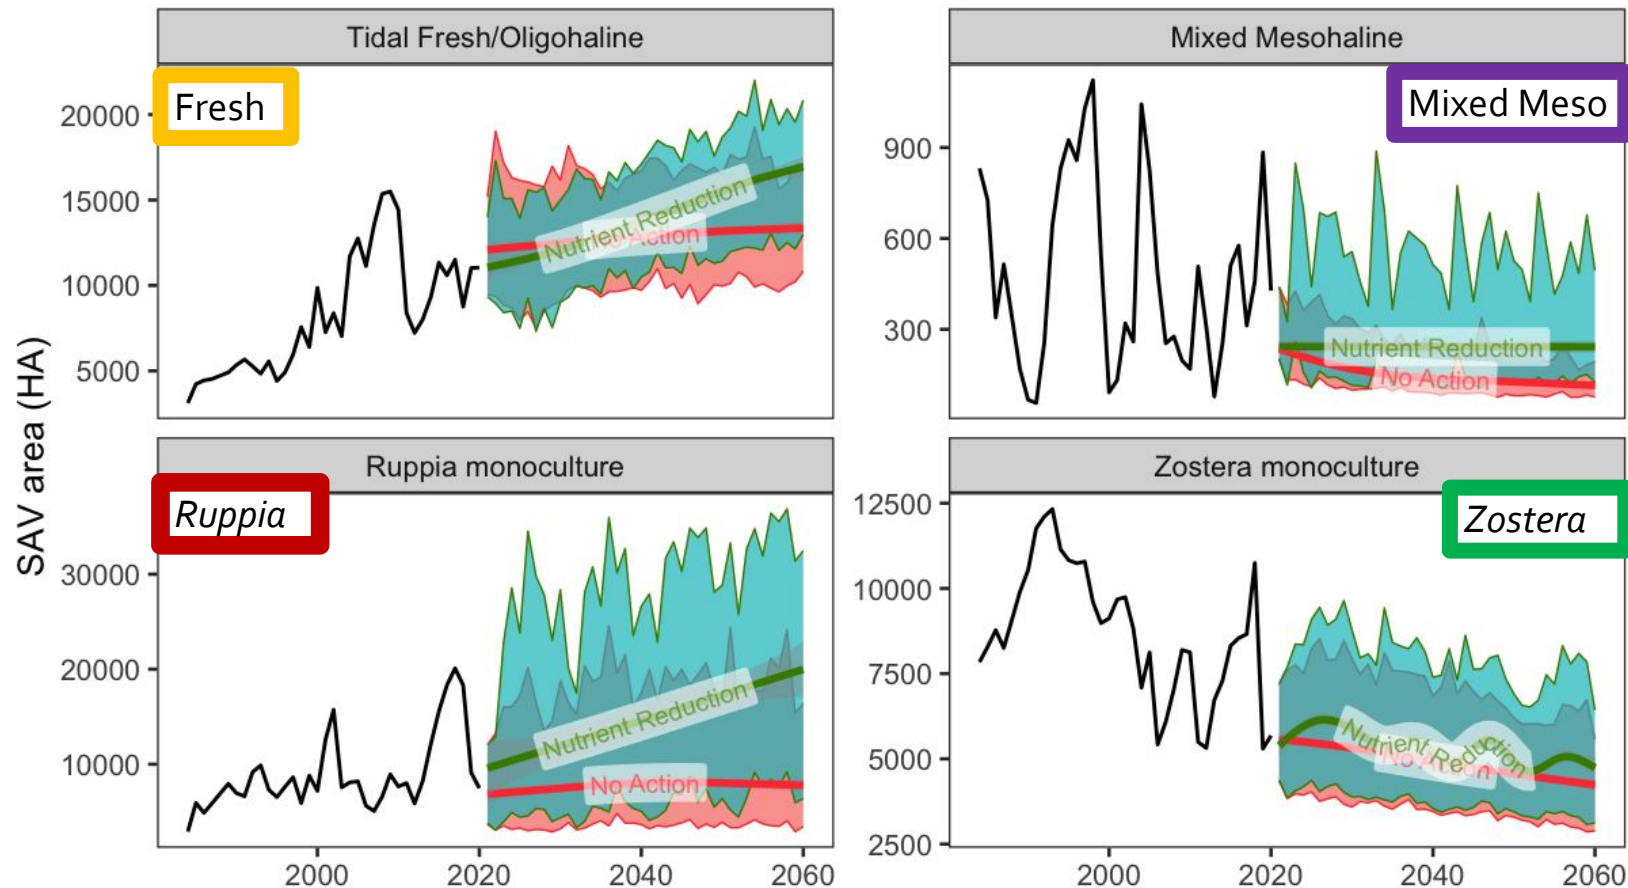 Tidal Fresh/Oligohaline
Mixed Mesohaline
Fresh
Mixed Meso
SAV area (HA)
20000
15000
10000
5000
Nutrient Reduction
No Action
900
600
300
Nutrient Reduction
No Action
Ruppia monoculture
Zostera monoculture
Ruppia
Zostera
30000
20000
10000
Nutrient Reduction
No Action
12500
10000
7500
5000
2500
Nutrient Reduction
No Action
2000
2020
2040
2060
2000
2020
2040
2060